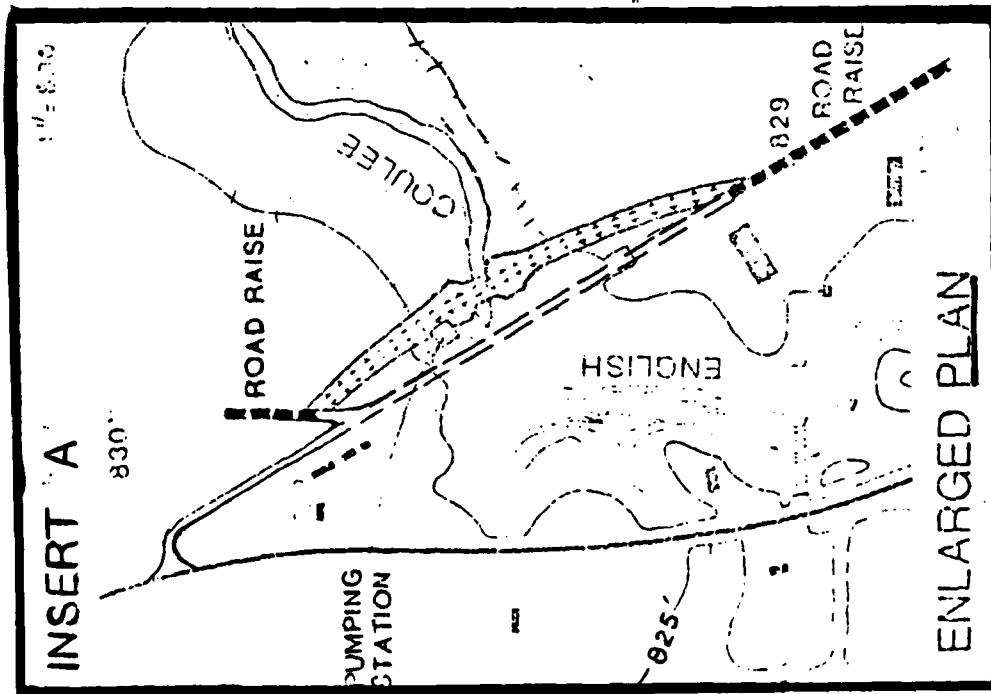 INSERT A
830'
ROAD RAISE
COULEE
829
ROAD
RAISE
ENGLISH
PUMPING
STATION
825'
ENLARGED PLAN